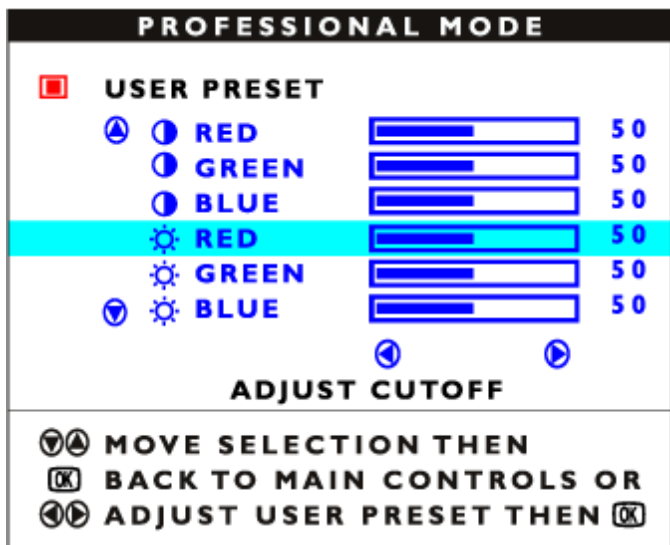 PROFESSIONAL MODE
USER PRESET
RED 50
GREEN 50
BLUE 50
RED 50
GREEN 50
BLUE 50
ADJUST CUTOFF
MOVE SELECTION THEN
OK BACK TO MAIN CONTROLS OR
ADJUST USER PRESET THEN OK